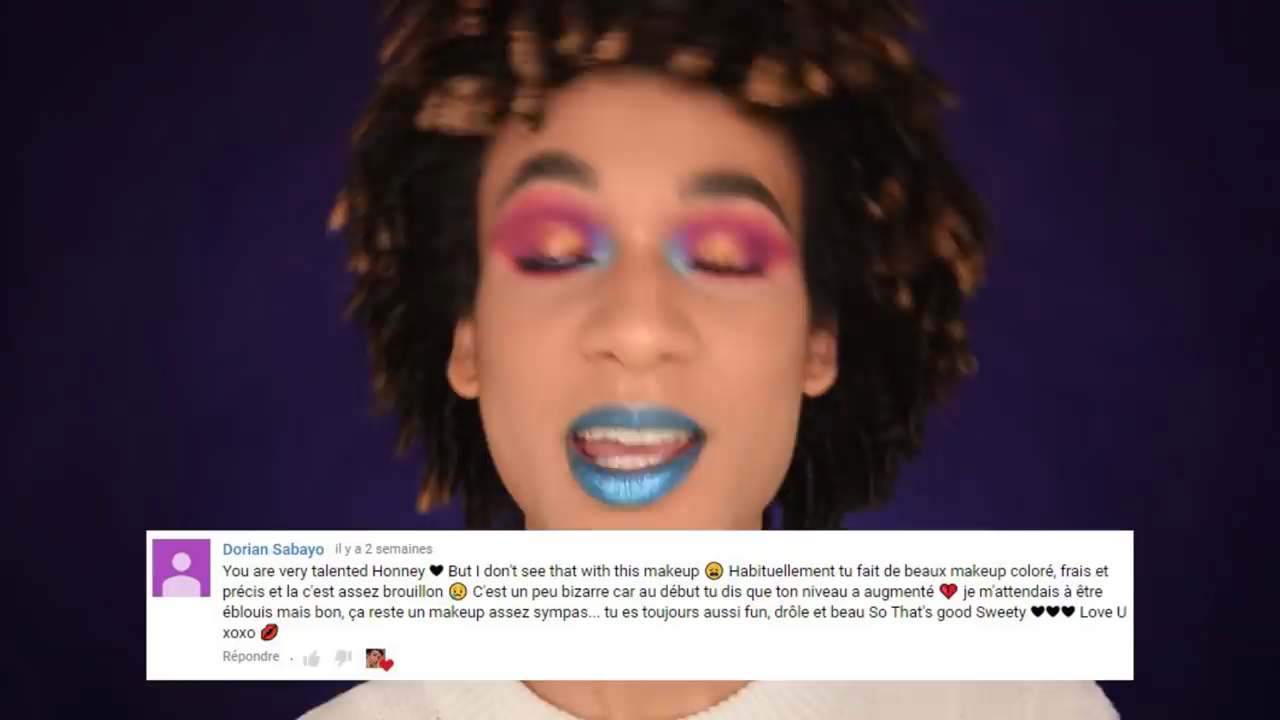 Dorian Sabayo il y a 2 semaines
You are very talented Honney 🖤 But I don't see that with this makeup 😩 Habituellement tu fait de beaux makeup coloré, frais et
précis et la c'est assez brouillon 😢 C'est un peu bizarre car au début tu dis que ton niveau a augmenté 💔 je m'attendais à être
éblouis mais bon, ça reste un makeup assez sympas... tu es toujours aussi fun, drôle et beau So That's good Sweety 🖤🖤🖤 Love U
xoxo 💋
Répondre .